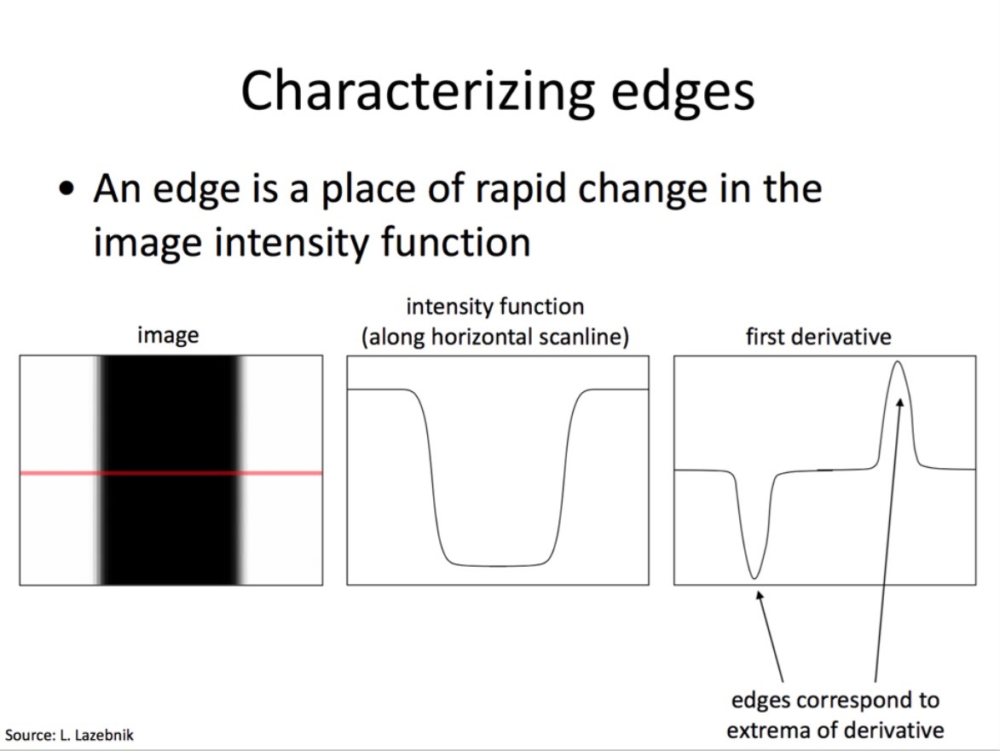 Characterizing edges
• An edge is a place of rapid change in the
image intensity function
image
intensity function
(along horizontal scanline)
first derivative
edges correspond to
extrema of derivative
Source: L. Lazebnik